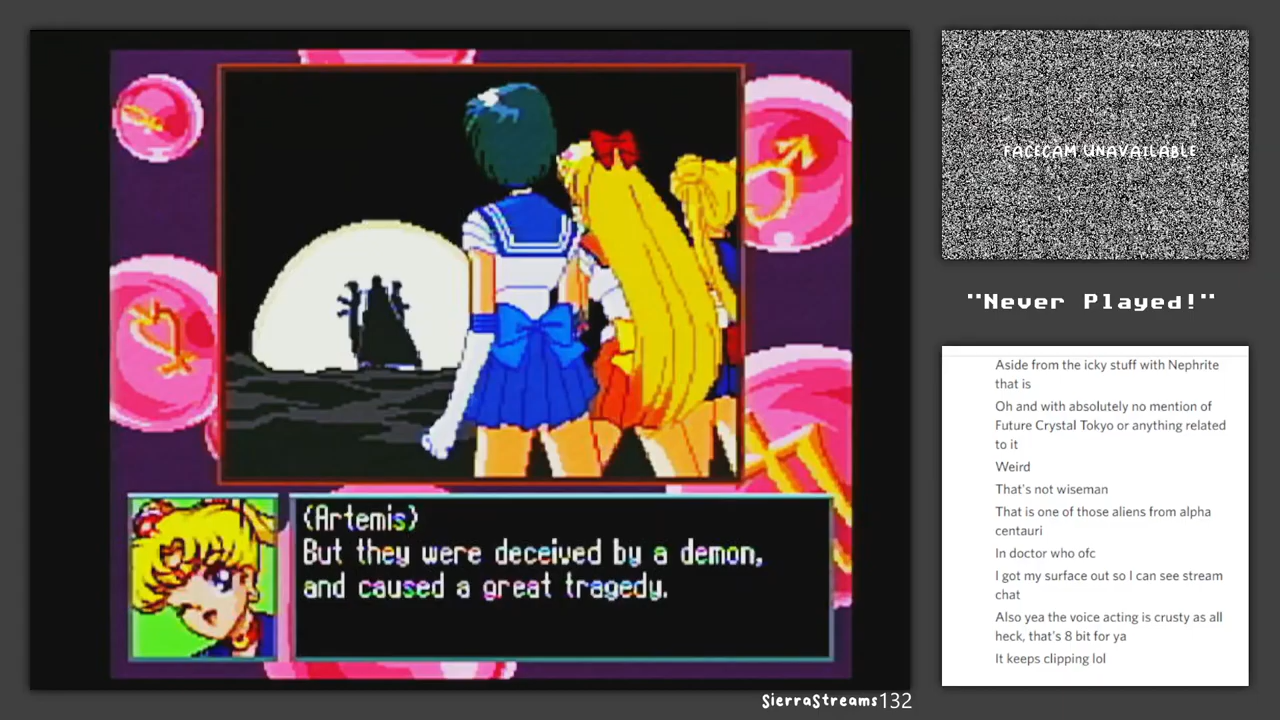 {Artemis}
But they were deceived by a demon,
and caused a great tragedy.
FACECAM UNAVAILABLE
"Never Played!"
Aside from the icky stuff with Nephrite
that is
Oh and with absolutely no mention of
Future Crystal Tokyo or anything related
to it
Weird
That's not wiseman
That is one of those aliens from alpha
centauri
In doctor who ofc
I got my surface out so I can see stream
chat
Also yea the voice acting is crusty as all
heck, that's 8 bit for ya
It keeps clipping lol
SierraStreams132